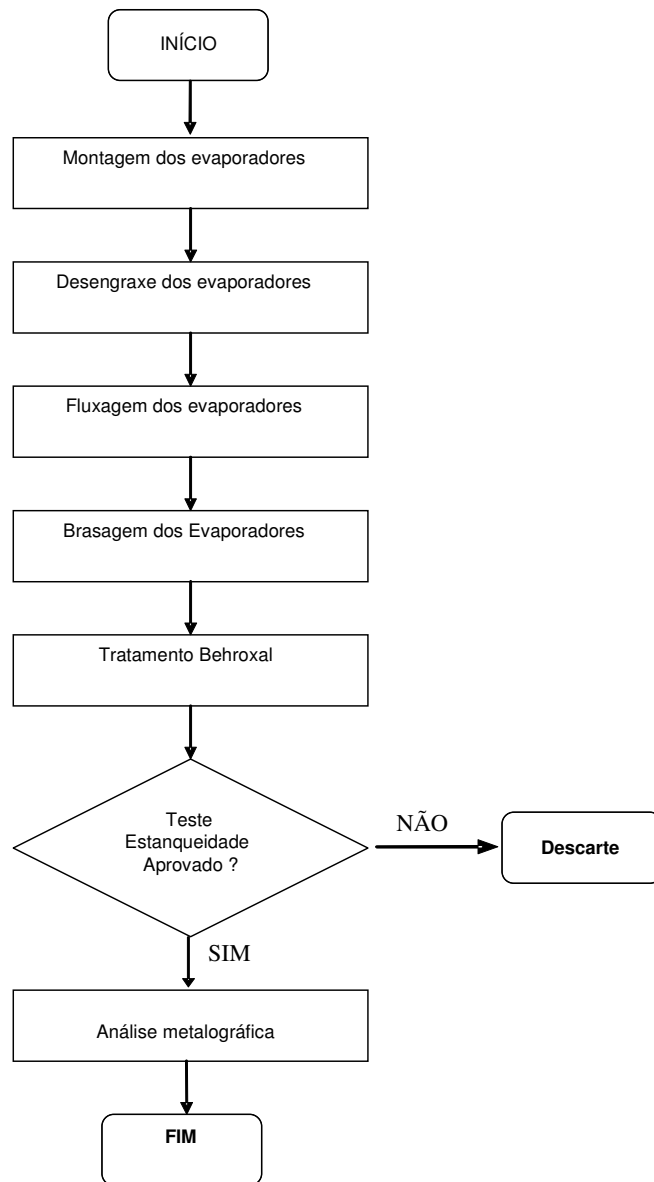 INÍCIO
Montagem dos evaporadores
Desengraxe dos evaporadores
Fluxagem dos evaporadores
Brasagem dos Evaporadores
Tratamento Behroxal
Teste
Estanqueidade
Aprovado ?
NÃO
Descarte
SIM
Análise metalográfica
FIM